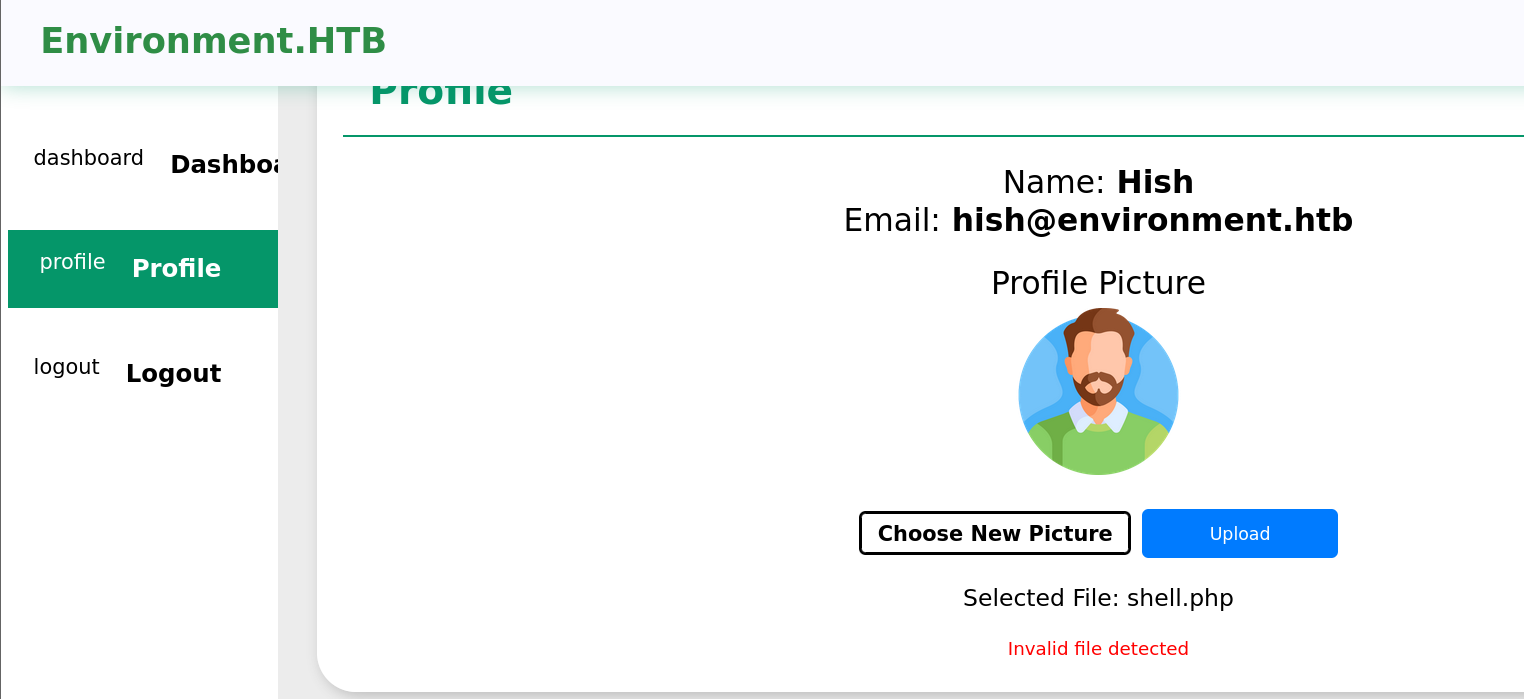 Environment.HTB
Profile
dashboard Dashboa
profile Profile
logout Logout
Name: Hish
Email: hish@environment.htb
Profile Picture
Choose New Picture Upload
Selected File: shell.php
Invalid file detected